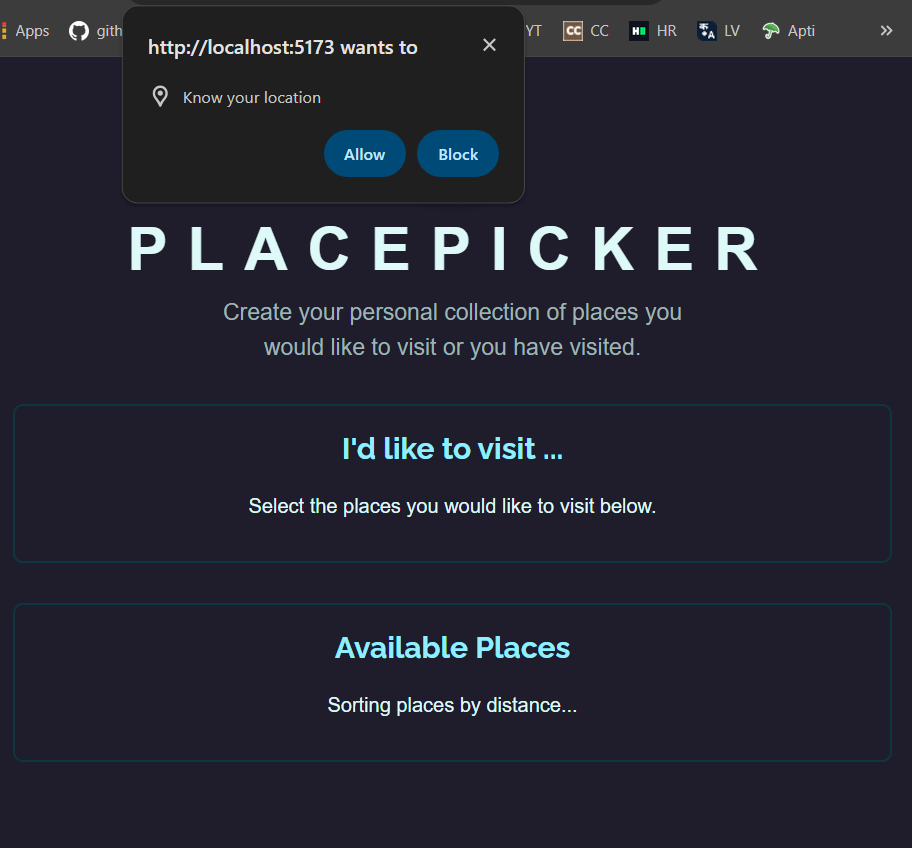 Apps gith YT CC HR LV Apti
http://localhost:5173 wants to
Know your location
Allow Block
PLACEPICKER
Create your personal collection of places you
would like to visit or you have visited.
I'd like to visit ...
Select the places you would like to visit below.
Available Places
Sorting places by distance...